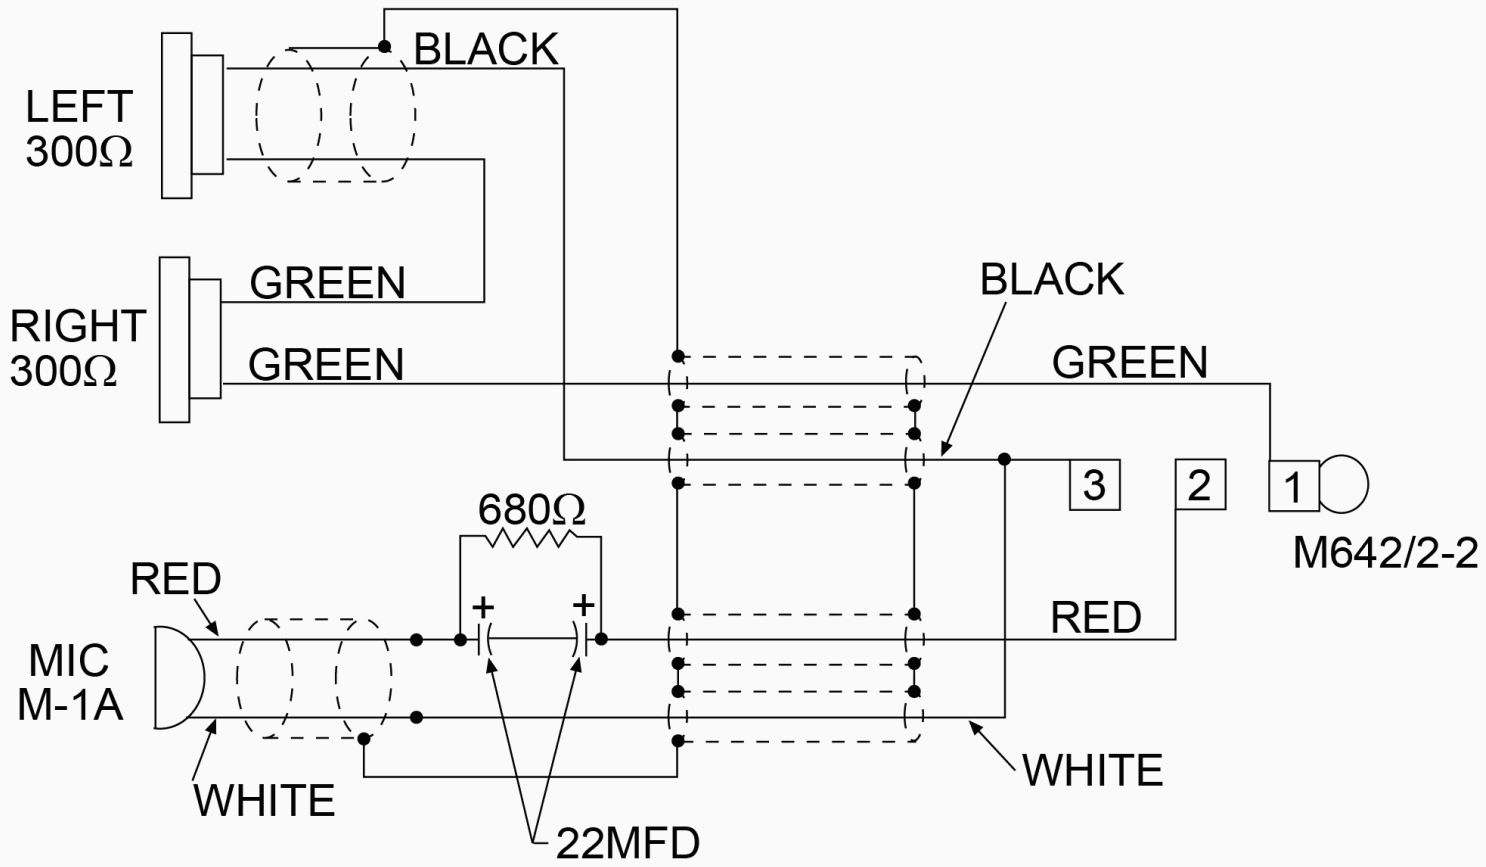 BLACK
LEFT
300Ω
GREEN
RIGHT
300Ω
GREEN
BLACK
GREEN
3
2
1
M642/2-2
680Ω
RED
+
+
RED
MIC
M-1A
WHITE
WHITE
22MFD